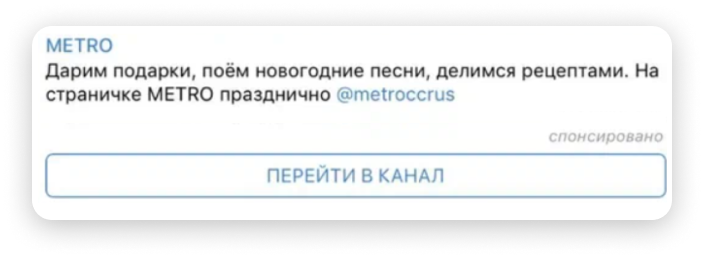 METRO
Дарим подарки, поём новогодние песни, делимся рецептами. На
страничке METRO празднично @metroccrus
спонсировано
ПЕРЕЙТИ В КАНАЛ